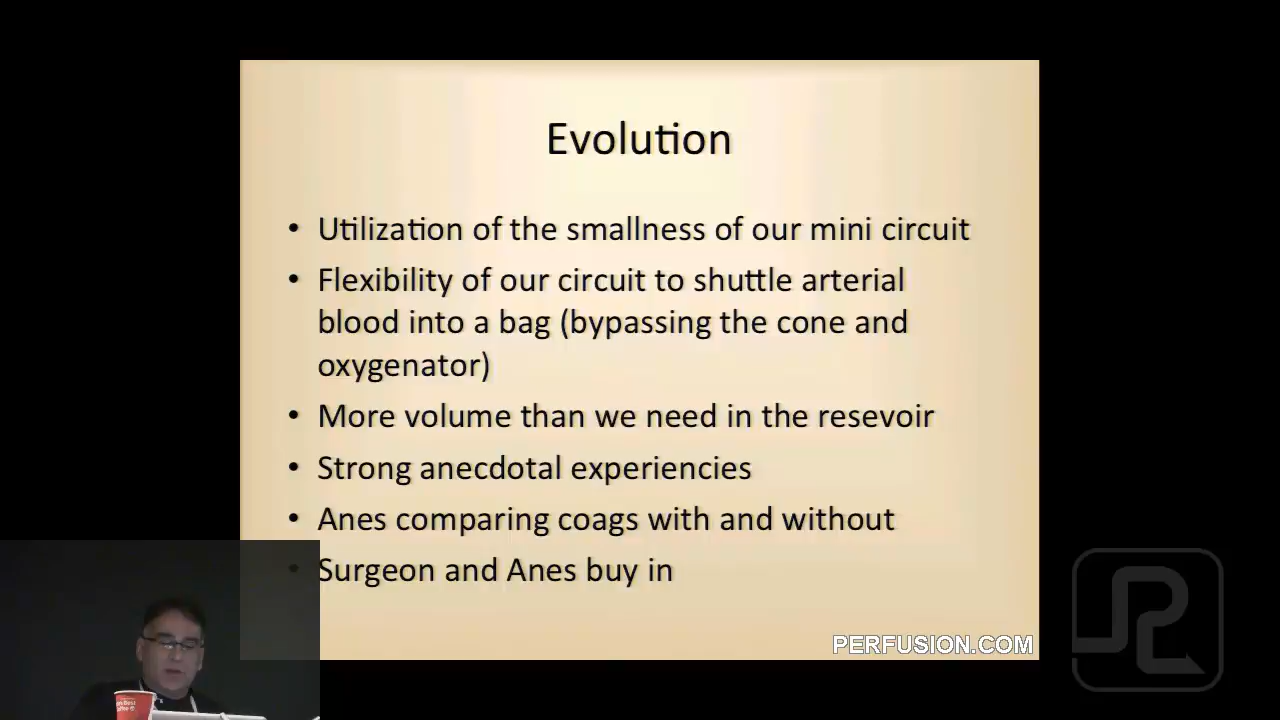 Evolution
• Utilization of the smallness of our mini circuit
• Flexibility of our circuit to shuttle arterial
blood into a bag (bypassing the cone and
oxygenator)
• More volume than we need in the resevoir
• Strong anecdotal experiencies
• Anes comparing coags with and without
• Surgeon and Anes buy in
PERFUSION.COM